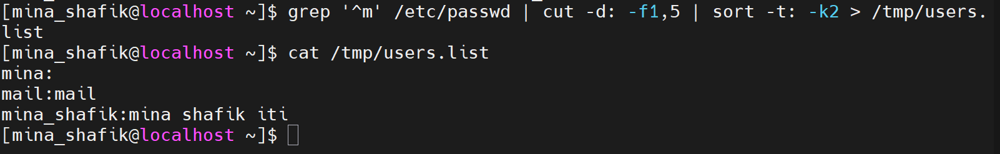 [mina_shafik@localhost ~]$ grep '^m' /etc/passwd | cut -d: -f1,5 | sort -t: -k2 > /tmp/users.
list
[mina_shafik@localhost ~]$ cat /tmp/users.list
mina:
mail:mail
mina_shafik:mina shafik iti
[mina_shafik@localhost ~]$